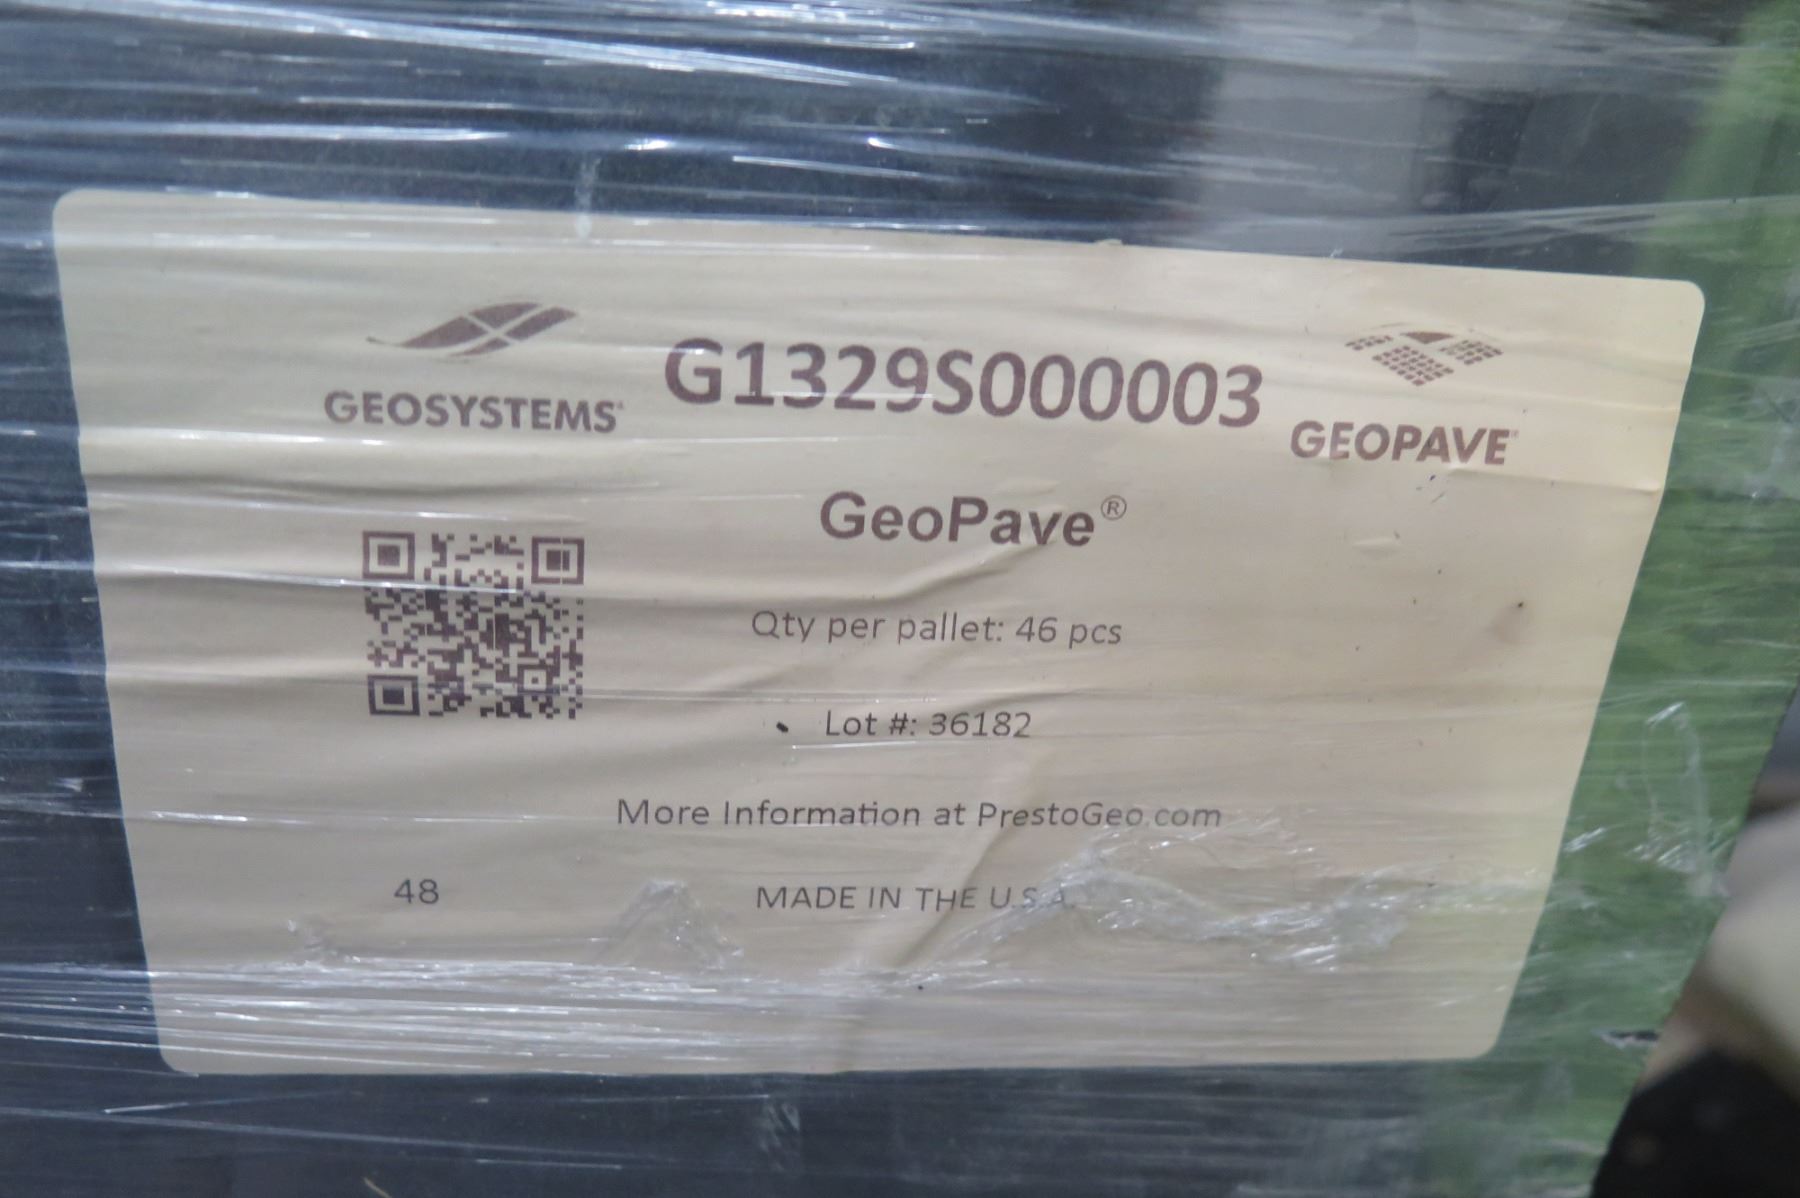 G1329S000003
GEOSYSTEMS
GEOPAVE
GeoPave®
Qty per pallet: 46 pcs
Lot #: 36182
More Information at PrestoGeo.com
48
MADE IN THE U.S.A.